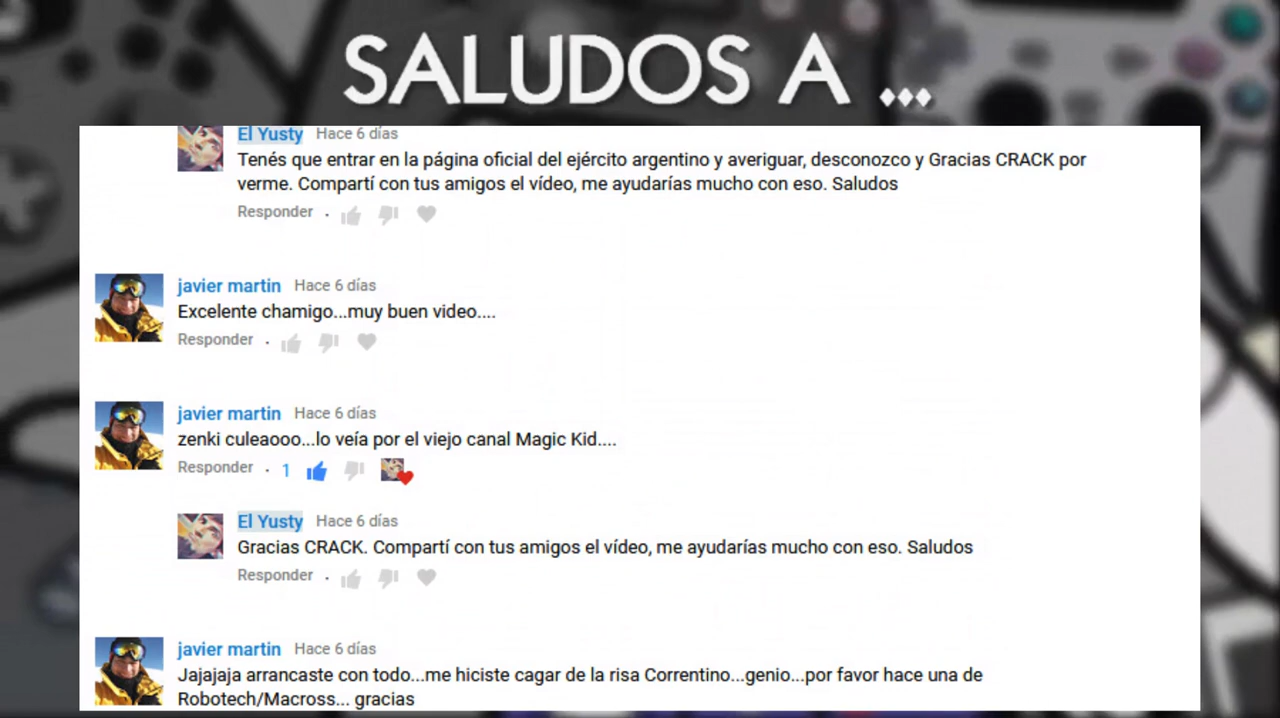 SALUDOS A ...
El Yusty Hace 6 días
Tenés que entrar en la página oficial del ejército argentino y averiguar, desconozco y Gracias CRACK por
verme. Compartí con tus amigos el vídeo, me ayudarías mucho con eso. Saludos
Responder .
javier martin Hace 6 días
Excelente chamigo...muy buen video....
Responder .
javier martin Hace 6 días
zenki culeaooo...lo veía por el viejo canal Magic Kid....
Responder . 1
El Yusty Hace 6 días
Gracias CRACK. Compartí con tus amigos el vídeo, me ayudarías mucho con eso. Saludos
Responder .
javier martin Hace 6 días
Jajajaja arrancaste con todo...me hiciste cagar de la risa Correntino...genio...por favor hace una de
Robotech/Macross... gracias